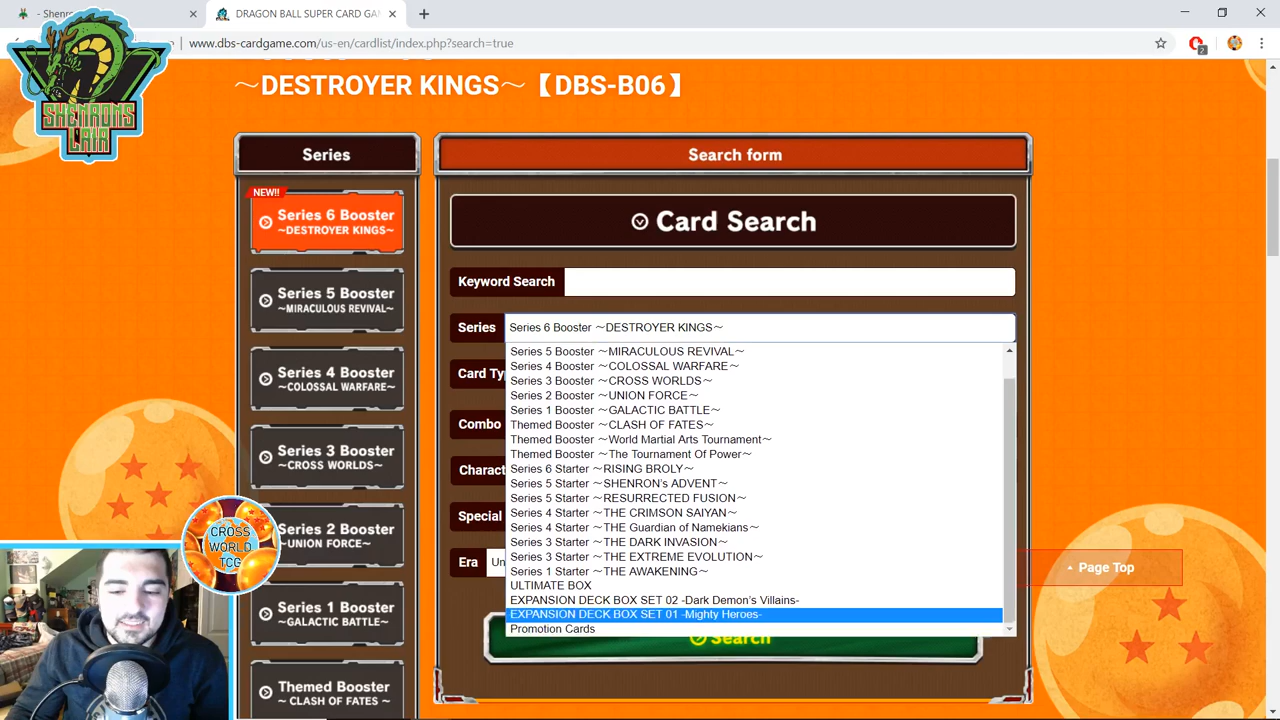 Shenro
DRAGON BALL SUPER CARD GA
www.dbs-cardgame.com/us-en/cardlist/index.php?search=true
2
SHENRONS
LAIR
～DESTROYER KINGS～【DBS-B06】
Series
Search form
NEW!!
Series 6 Booster
~DESTROYER KINGS~
Series 5 Booster
~MIRACULOUS REVIVAL~
Series 4 Booster
~COLOSSAL WARFARE~
Series 3 Booster
~CROSS WORLDS~
Series 2 Booster
~UNION FORCE~
Series 1 Booster
~GALACTIC BATTLE~
Themed Booster
~ CLASH OF FATES ~
Card Search
Keyword Search
Series
Series 6 Booster ～DESTROYER KINGS～
Series 5 Booster ～MIRACULOUS REVIVAL～
Series 4 Booster ～COLOSSAL WARFARE～
Series 3 Booster ～CROSS WORLDS～
Series 2 Booster ～UNION FORCE～
Series 1 Booster ～GALACTIC BATTLE～
Themed Booster ～CLASH OF FATES～
Themed Booster ～World Martial Arts Tournament～
Themed Booster ～The Tournament Of Power～
Series 6 Starter ～RISING BROLY～
Series 5 Starter ～SHENRON's ADVENT～
Series 5 Starter ～RESURRECTED FUSION～
Series 4 Starter ～THE CRIMSON SAIYAN～
Series 4 Starter ～THE Guardian of Namekians～
Series 3 Starter ～THE DARK INVASION～
Series 3 Starter ～THE EXTREME EVOLUTION～
Series 1 Starter ～THE AWAKENING～
ULTIMATE BOX
EXPANSION DECK BOX SET 02 -Dark Demon's Villains-
EXPANSION DECK BOX SET 01 -Mighty Heroes-
Promotion Cards
Card Ty
Combo
Charact
Special
Era
Un
Search
Page Top
CROSS
WORLD
TCG